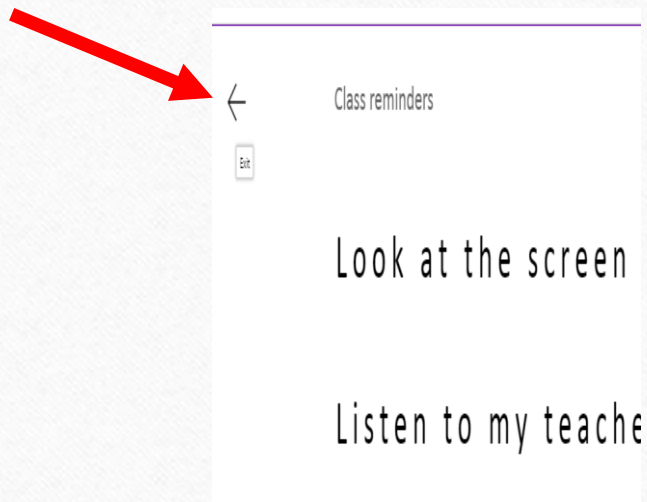 Class reminders
Exit
Look at the screen
Listen to my teache